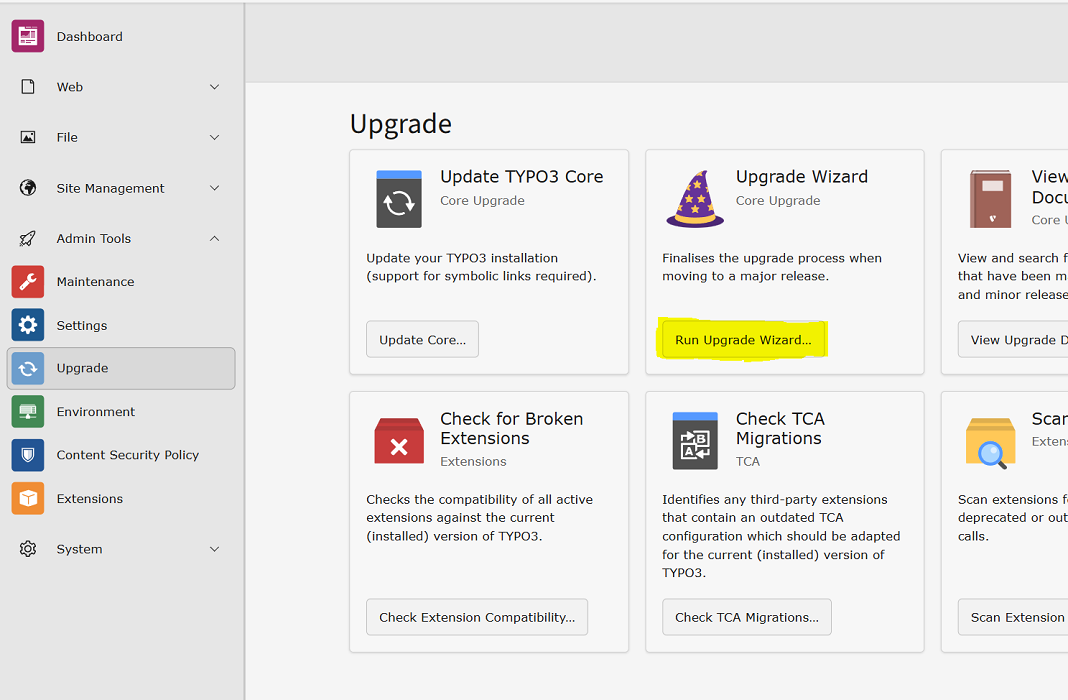 Dashboard
Web
File
Site Management
Admin Tools
Maintenance
Settings
Upgrade
Environment
Content Security Policy
Extensions
System
Upgrade
Update TYPO3 Core
Core Upgrade
Update your TYPO3 installation
(support for symbolic links required).
Update Core...
Upgrade Wizard
Core Upgrade
Finalises the upgrade process when
moving to a major release.
Run Upgrade Wizard...
View
Docu
Core U
View and search f
that have been m
and minor release
View Upgrade D
Check for Broken
Extensions
Extensions
Checks the compatibility of all active
extensions against the current
(installed) version of TYPO3.
Check Extension Compatibility...
Check TCA
Migrations
TCA
Identifies any third-party extensions
that contain an outdated TCA
configuration which should be adapted
for the current (installed) version of
TYPO3.
Check TCA Migrations...
Scan
Extens
Scan extensions fo
deprecated or out
calls.
Scan Extension